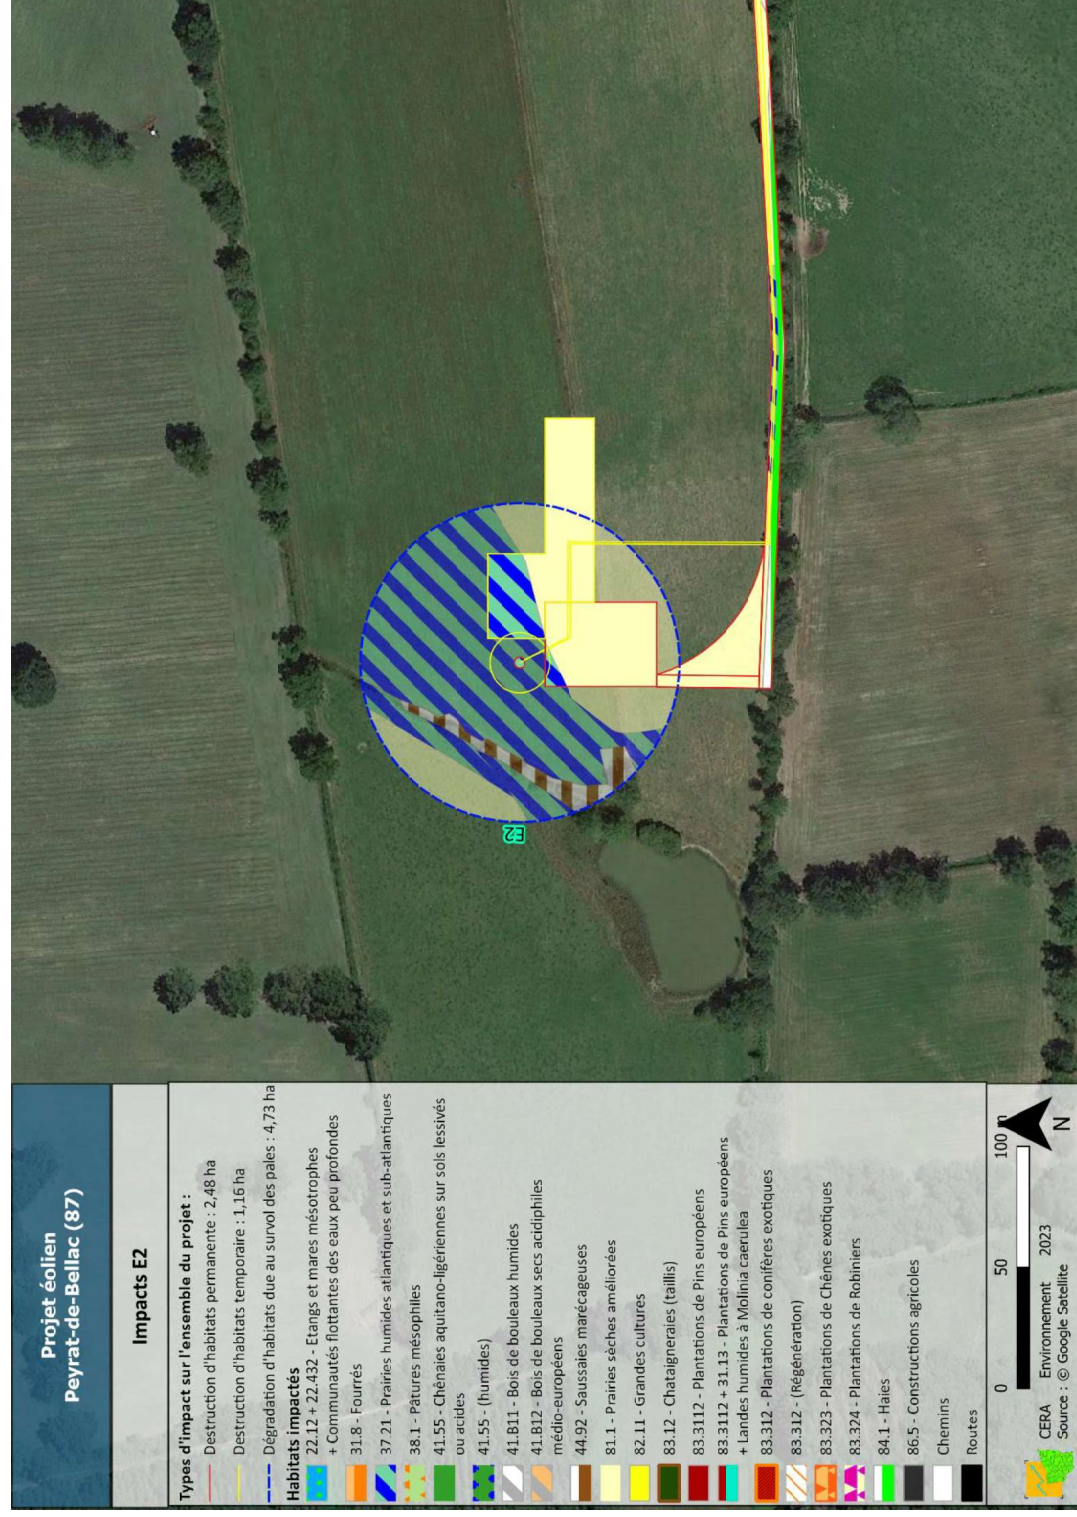 Projet éolien
Peyrat-de-Bellac (87)
Impacts E2
Types d'impact sur l'ensemble du projet :
Destruction d'habitats permanente : 2,48 ha
Destruction d'habitats temporaire : 1,16 ha
Dégradation d'habitats due au survol des pales : 4,73 ha
Habitats impactés
22.12 + 22.432 - Etangs et mares mésotrophes
+ Communautés flottantes des eaux peu profondes
31.8 - Fourrés
37.21 - Prairies humides atlantiques et sub-atlantiques
38.1 - Pâtures mésophiles
41.55 - Chênaies aquitano-ligériennes sur sols lessivés
ou acides
41.55 - (humides)
41.B11 - Bois de bouleaux humides
41.B12 - Bois de bouleaux secs acidiphiles
médio-européens
44.92 - Saussaies marécageuses
81.1 - Prairies sèches améliorées
82.11 - Grandes cultures
83.12 - Chataigneraies (taillis)
83.3112 - Plantations de Pins européens
83.3112 + 31.13 - Plantations de Pins européens
+ Landes humides à Molinia caerulea
83.312 - Plantations de conifères exotiques
83.312 - (Régénération)
83.323 - Plantations de Chênes exotiques
83.324 - Plantations de Robiniers
84.1 - Haies
86.5 - Constructions agricoles
Chemins
Routes
0 50 100 m
N
CERA Environnement 2023
Source : © Google Satellite
E2